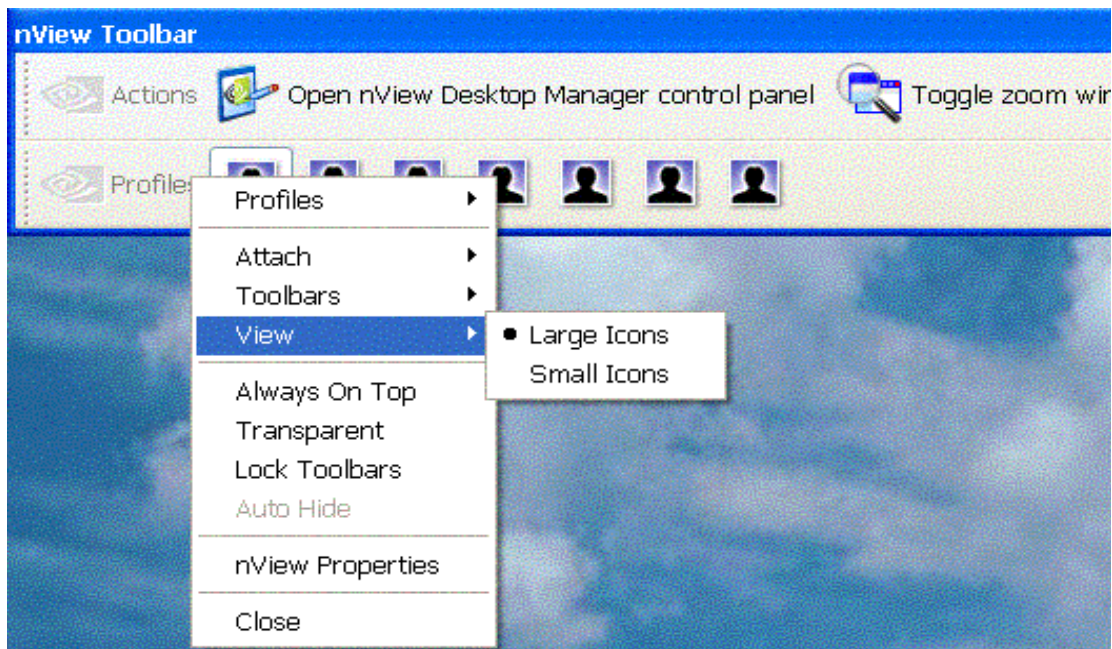 nView Toolbar
Actions Open nView Desktop Manager control panel Toggle zoom
Profiles
Profiles
Attach
Toolbars
View
Large Icons
Small Icons
Always On Top
Transparent
Lock Toolbars
Auto Hide
nView Properties
Close